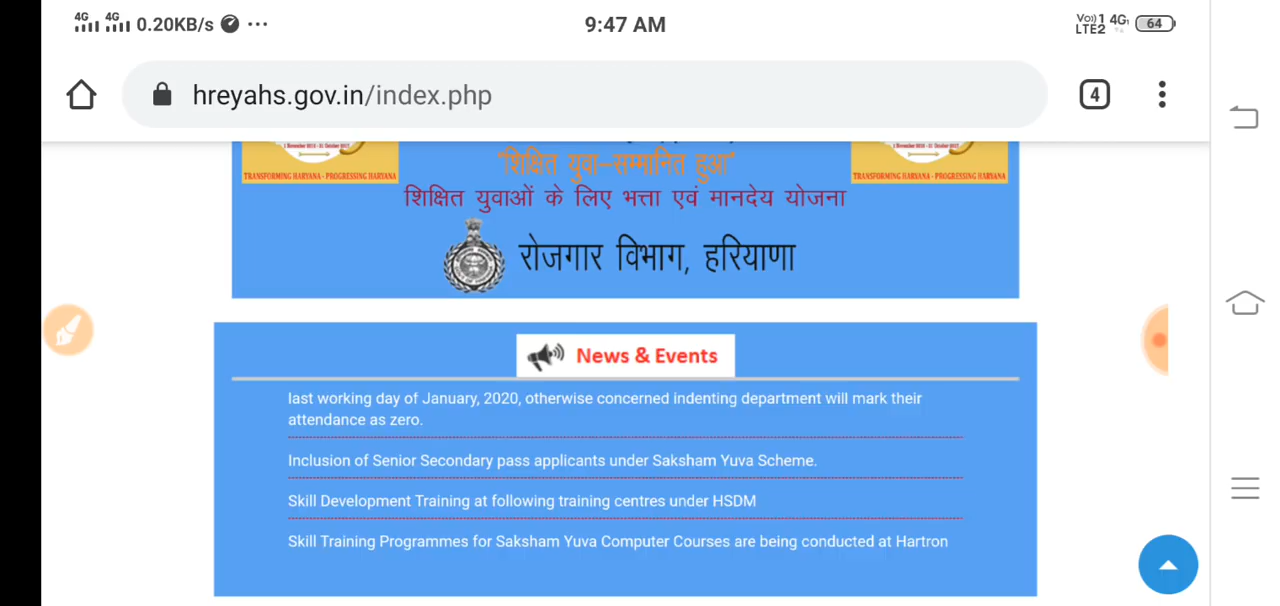 4G 4G 0.20KB/s ... 9:47 AM Vo)) 1 4G 64
LTE2
hreyahs.gov.in/index.php 4
"शिक्षित युवा-सम्मानित हुआ"
TRANSFORMING HARYANA - PROGRESSING HARYANA TRANSFORMING HARYANA - PROGRESSING HARYANA
शिक्षित युवाओं के लिए भत्ता एवं मानदेय योजना
रोजगार विभाग, हरियाणा
News & Events
last working day of January, 2020, otherwise concerned indenting department will mark their
attendance as zero.
Inclusion of Senior Secondary pass applicants under Saksham Yuva Scheme.
Skill Development Training at following training centres under HSDM
Skill Training Programmes for Saksham Yuva Computer Courses are being conducted at Hartron